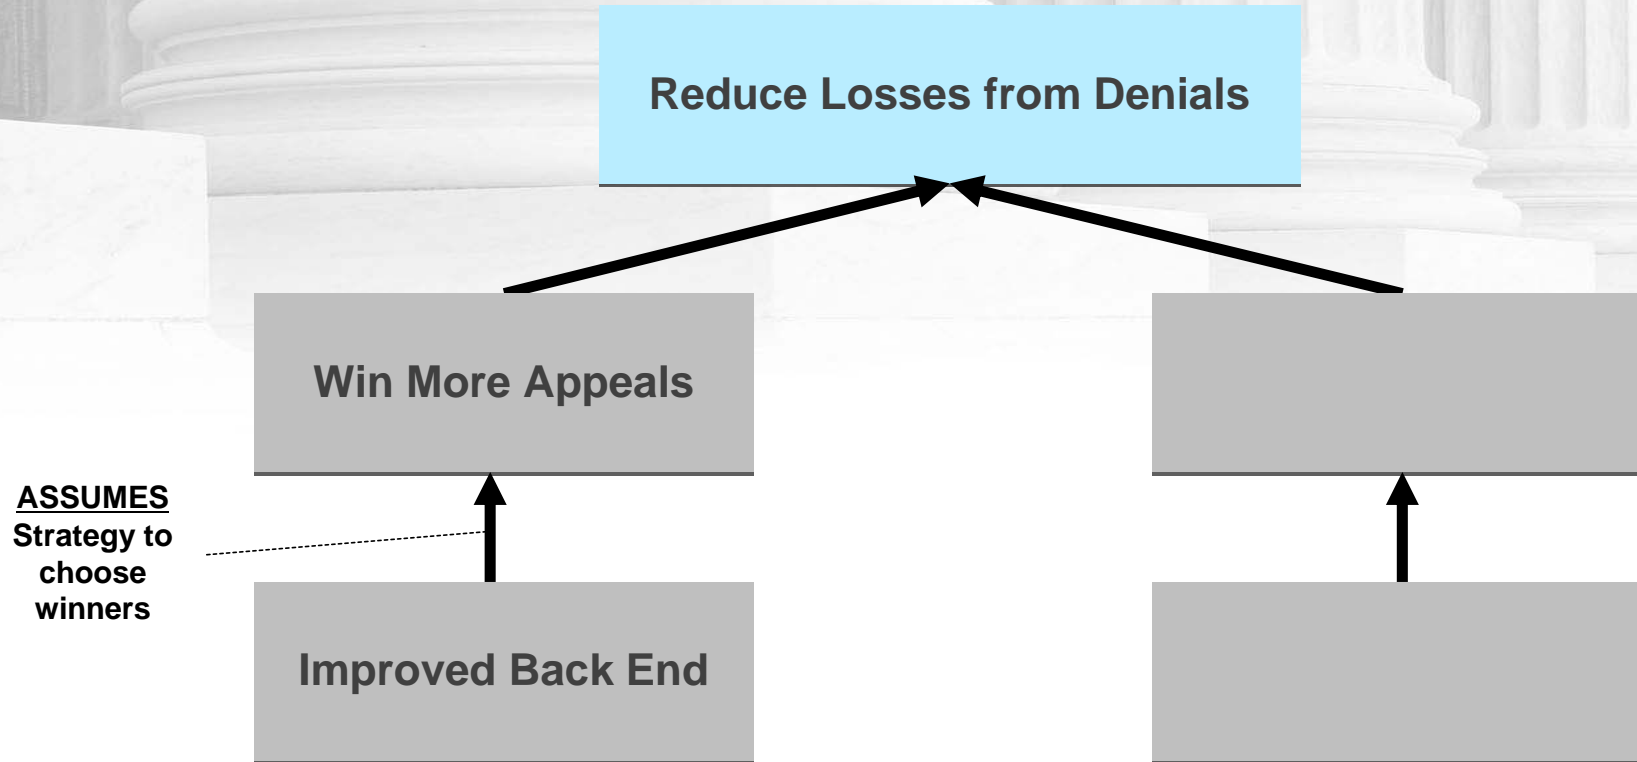 Reduce Losses from Denials
Win More Appeals
ASSUMES
Strategy to
choose
winners
Improved Back End